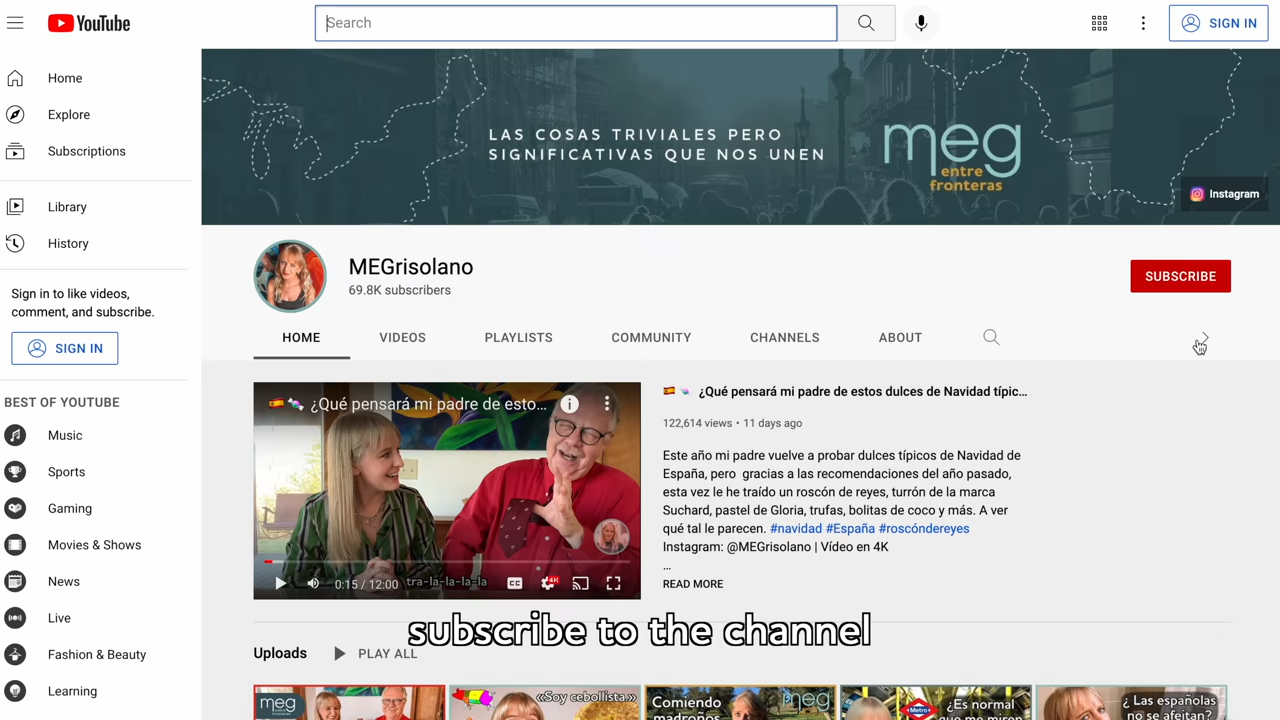 YouTube
Search
SIGN IN
Home
Explore
Subscriptions
Library
History
Sign in to like videos,
comment, and subscribe.
SIGN IN
BEST OF YOUTUBE
Music
Sports
Gaming
Movies & Shows
News
Live
Fashion & Beauty
Learning
LAS COSAS TRIVIALES PERO
SIGNIFICATIVAS QUE NOS UNEN
meg
entre
fronteras
Instagram
MEGrisolano
69.8K subscribers
SUBSCRIBE
HOME
VIDEOS
PLAYLISTS
COMMUNITY
CHANNELS
ABOUT
¿Qué pensará mi padre de esto...
0:15 / 12:00
tra-la-la-la-la
CC
4K
¿Qué pensará mi padre de estos dulces de Navidad típic...
122,614 views • 11 days ago
Este año mi padre vuelve a probar dulces típicos de Navidad de
España, pero gracias a las recomendaciones del año pasado,
esta vez le he traído un roscón de reyes, turrón de la marca
Suchard, pastel de Gloria, trufas, bolitas de coco y más. A ver
qué tal le parecen. #navidad #España #roscóndereyes
Instagram: @MEGrisolano | Vídeo en 4K
...
READ MORE
subscribe to the channel
Uploads
PLAY ALL
meg
«Soy cebollista.»
Comiendo
madroños
meg
Metro
¿Es normal
que me miren
¿Las españolas
no se afeitan?